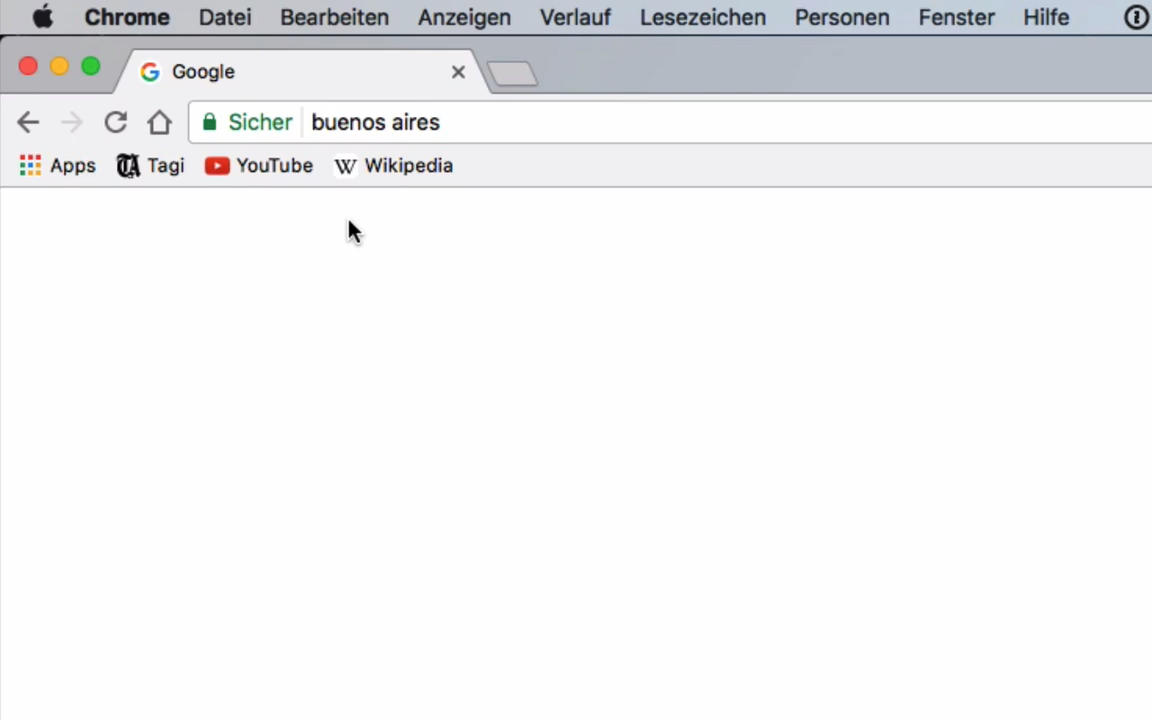 Chrome Datei Bearbeiten Anzeigen Verlauf Lesezeichen Personen Fenster Hilfe
Google
Sicher buenos aires
Apps Tagi YouTube Wikipedia